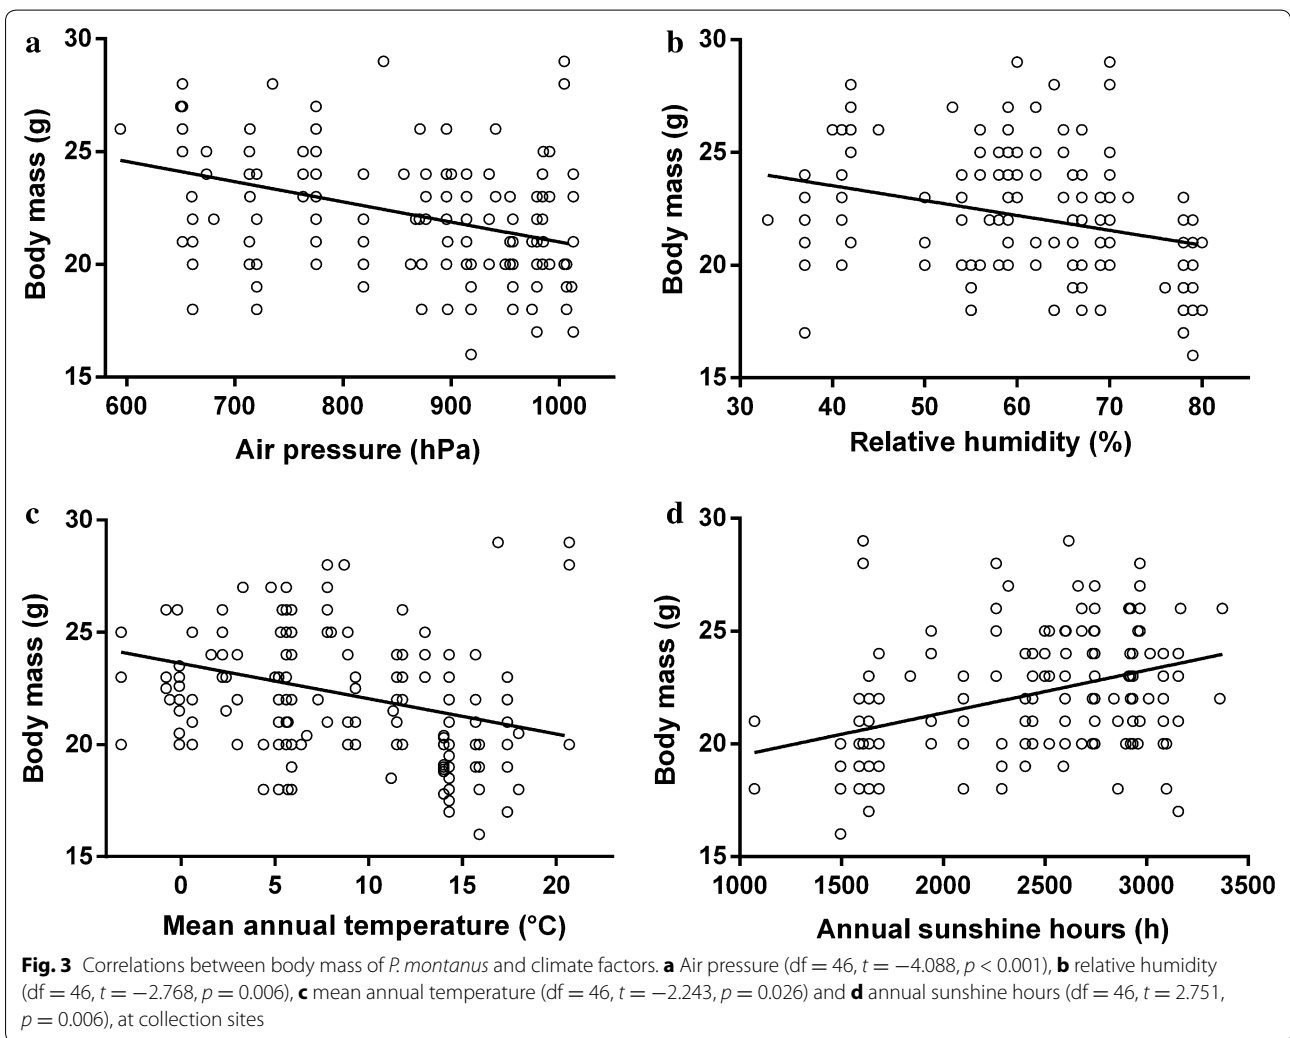 a
30
25
20
15
Body mass (g)
600 700 800 900 1000
Air pressure (hPa)
b
30
25
20
15
Body mass (g)
30 40 50 60 70 80
Relative humidity (%)
c
30
25
20
15
Body mass (g)
0 5 10 15 20
Mean annual temperature (°C)
d
30
25
20
15
Body mass (g)
1000 1500 2000 2500 3000 3500
Annual sunshine hours (h)
Fig. 3 Correlations between body mass of P. montanus and climate factors. a Air pressure (df = 46, t = −4.088, p < 0.001), b relative humidity
(df = 46, t = −2.768, p = 0.006), c mean annual temperature (df = 46, t = −2.243, p = 0.026) and d annual sunshine hours (df = 46, t = 2.751,
p = 0.006), at collection sites